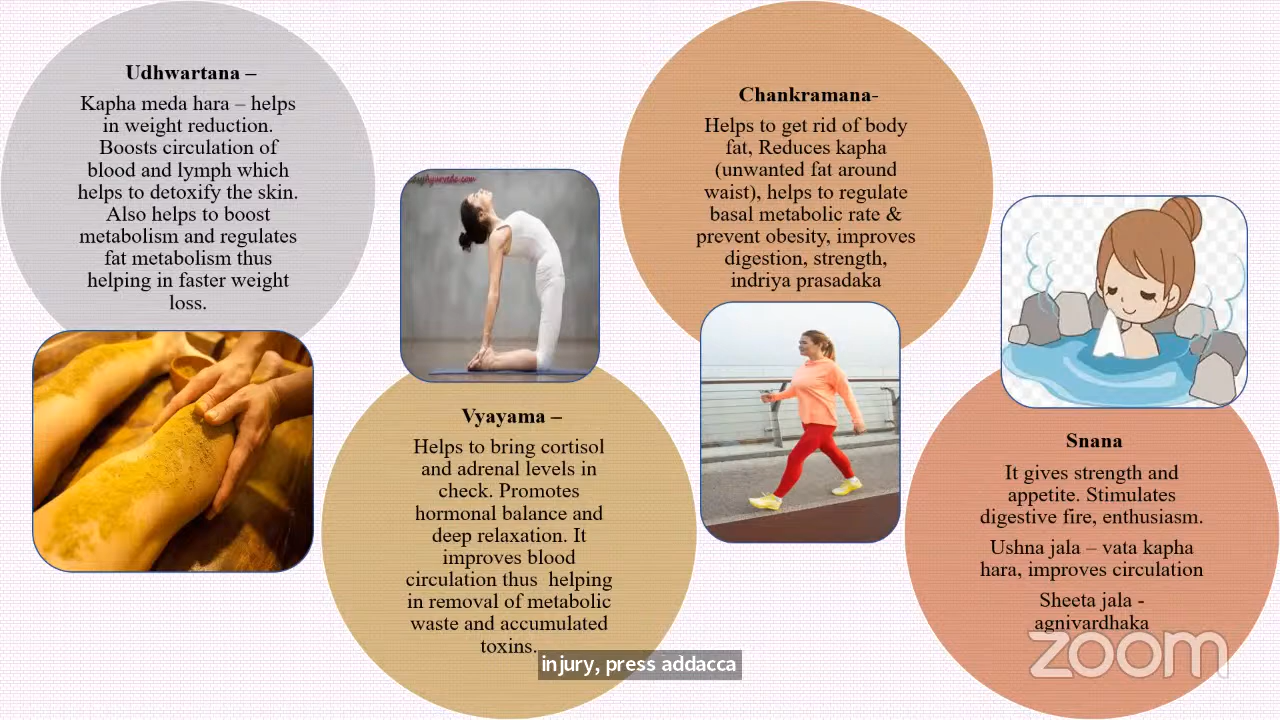 Udhwartana –
Kapha meda hara – helps
in weight reduction.
Boosts circulation of
blood and lymph which
helps to detoxify the skin.
Also helps to boost
metabolism and regulates
fat metabolism thus
helping in faster weight
loss.
Vyayama –
Helps to bring cortisol
and adrenal levels in
check. Promotes
hormonal balance and
deep relaxation. It
improves blood
circulation thus helping
in removal of metabolic
waste and accumulated
toxins.
Chankramana-
Helps to get rid of body
fat, Reduces kapha
(unwanted fat around
waist), helps to regulate
basal metabolic rate &
prevent obesity, improves
digestion, strength,
indriya prasadaka
Snana
It gives strength and
appetite. Stimulates
digestive fire, enthusiasm.
Ushna jala – vata kapha
hara, improves circulation
Sheeta jala -
agnivardhaka
zoom
injury, press addacca